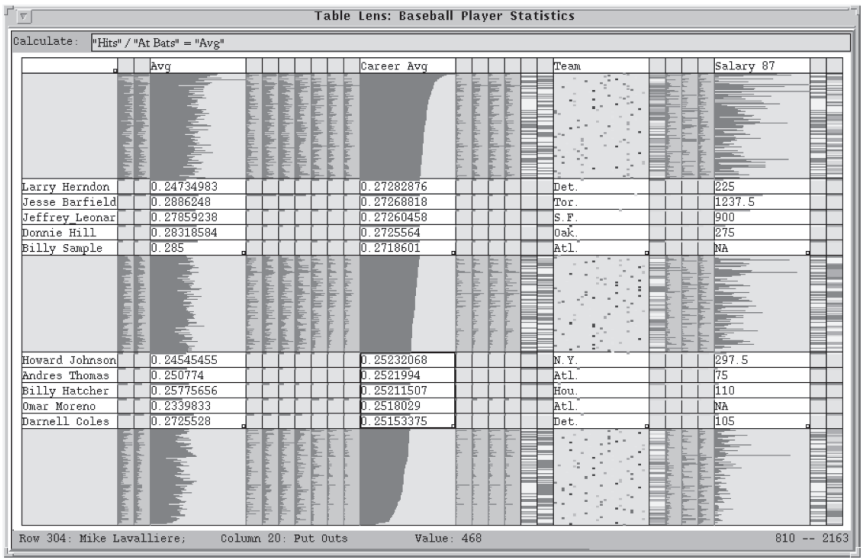 Table Lens: Baseball Player Statistics
Calculate: "Hits" / "At Bats" = "Avg"
Avg Career Avg Team Salary 87
Larry Herndon 0.24734983 0.27282876 Det. 225
Jesse Barfield 0.2886248 0.27268818 Tor. 1237.5
Jeffrey_Leonar 0.27859238 0.27260458 S.F. 900
Donnie Hill 0.28318584 0.2725564 Oak. 275
Billy Sample 0.285 0.2718601 Atl. NA
Howard Johnson 0.24545455 0.25232068 N.Y. 297.5
Andres Thomas 0.250774 0.2521994 Atl. 75
Billy Hatcher 0.25775656 0.25211507 Hou. 110
Omar Moreno 0.2339833 0.2518029 Atl. NA
Darnell Coles 0.2725528 0.25153375 Det. 105
Row 304: Mike Lavalliere; Column 20: Put Outs Value: 468 810 -- 2163